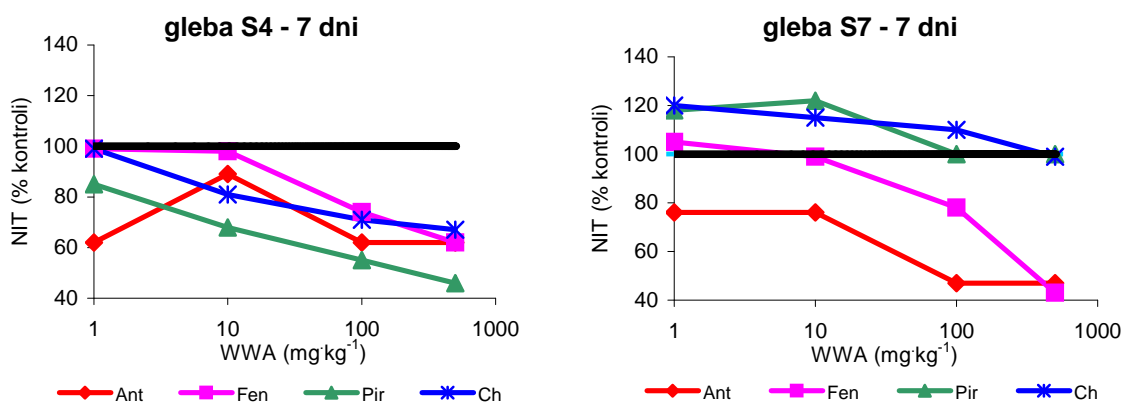 gleba S4 - 7 dni
140
120
100
80
60
40
NIT (% kontroli)
1 10 100 1000
WWA (mg·kg⁻¹)
Ant Fen Pir Ch
gleba S7 - 7 dni
140
120
100
80
60
40
NIT (% kontroli)
1 10 100 1000
WWA (mg·kg⁻¹)
Ant Fen Pir Ch